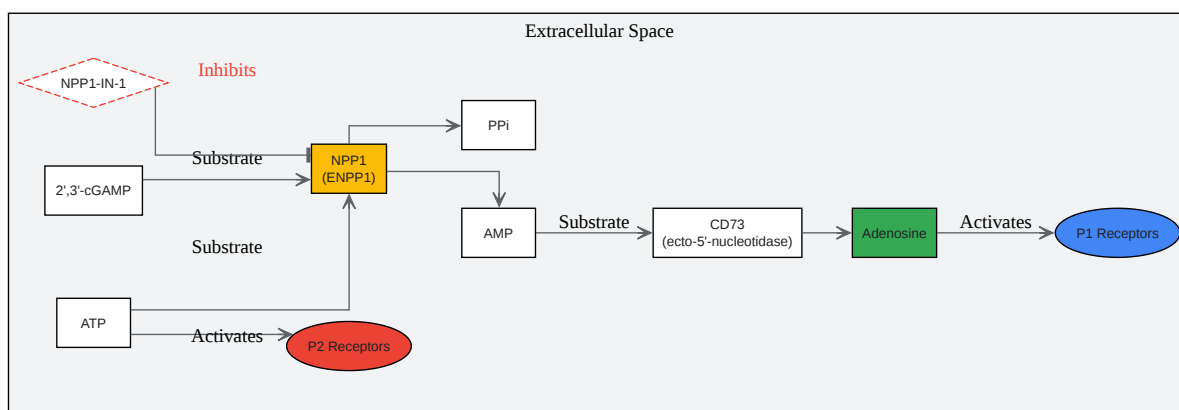 Extracellular Space
NPP1-IN-1
Inhibits
PPi
Substrate
NPP1
(ENPP1)
2',3'-cGAMP
AMP
Substrate
CD73
(ecto-5'-nucleotidase)
Adenosine
Activates
P1 Receptors
Substrate
ATP
Activates
P2 Receptors